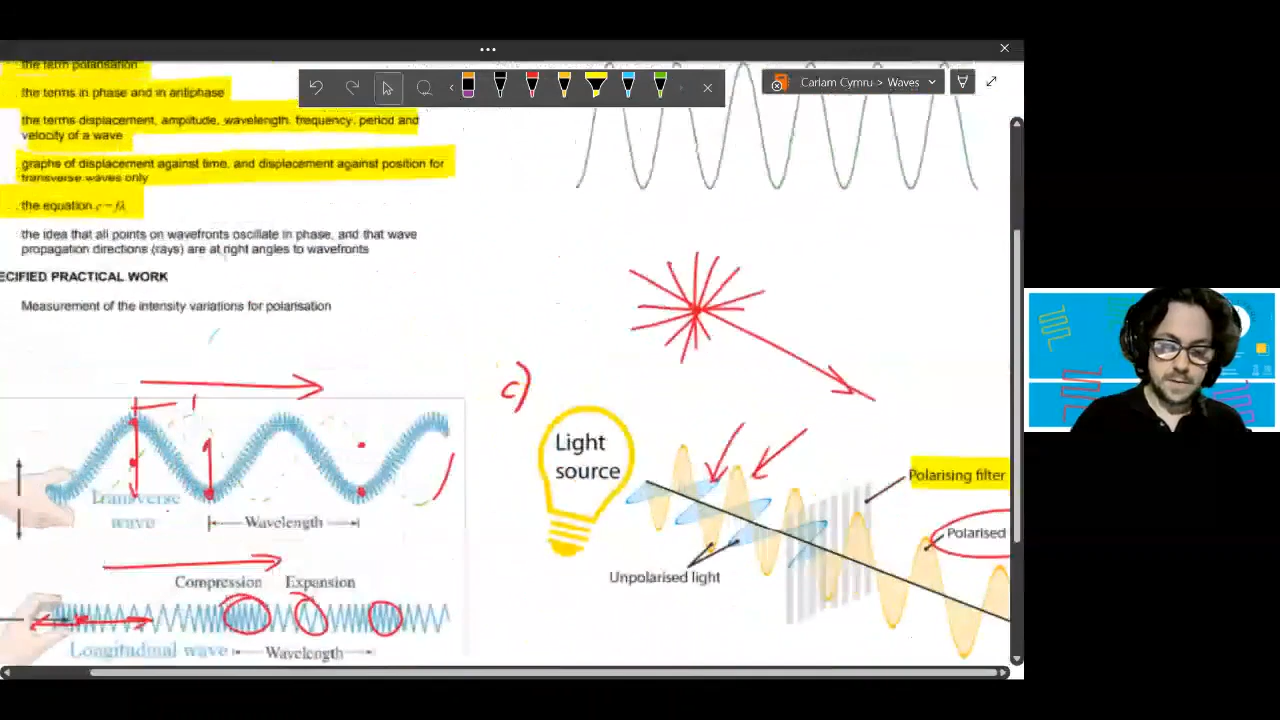 the term polarisation
Carlam Cymru > Waves
the terms in phase and in antiphase
the terms displacement, amplitude, wavelength, frequency, period and
velocity of a wave
graphs of displacement against time, and displacement against position for
transverse waves only
the equation c = fλ
the idea that all points on wavefronts oscillate in phase, and that wave
propagation directions (rays) are at right angles to wavefronts
ECIFIED PRACTICAL WORK
Measurement of the intensity variations for polarisation
c)
Light
source
Polarising filter
Transverse
wave
Wavelength
Polarised
Unpolarised light
Compression Expansion
Longitudinal wave
Wavelength